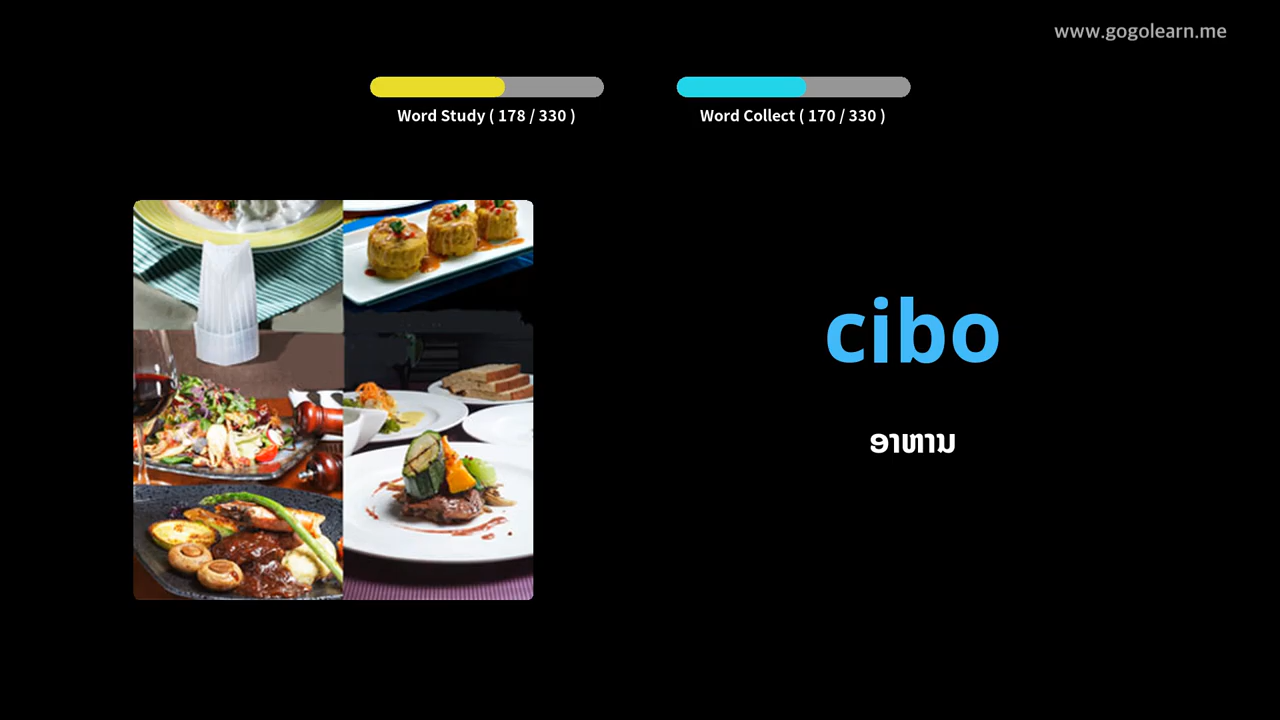 www.gogolearn.me
Word Study ( 178 / 330 )
Word Collect ( 170 / 330 )
cibo
ອາຫານ